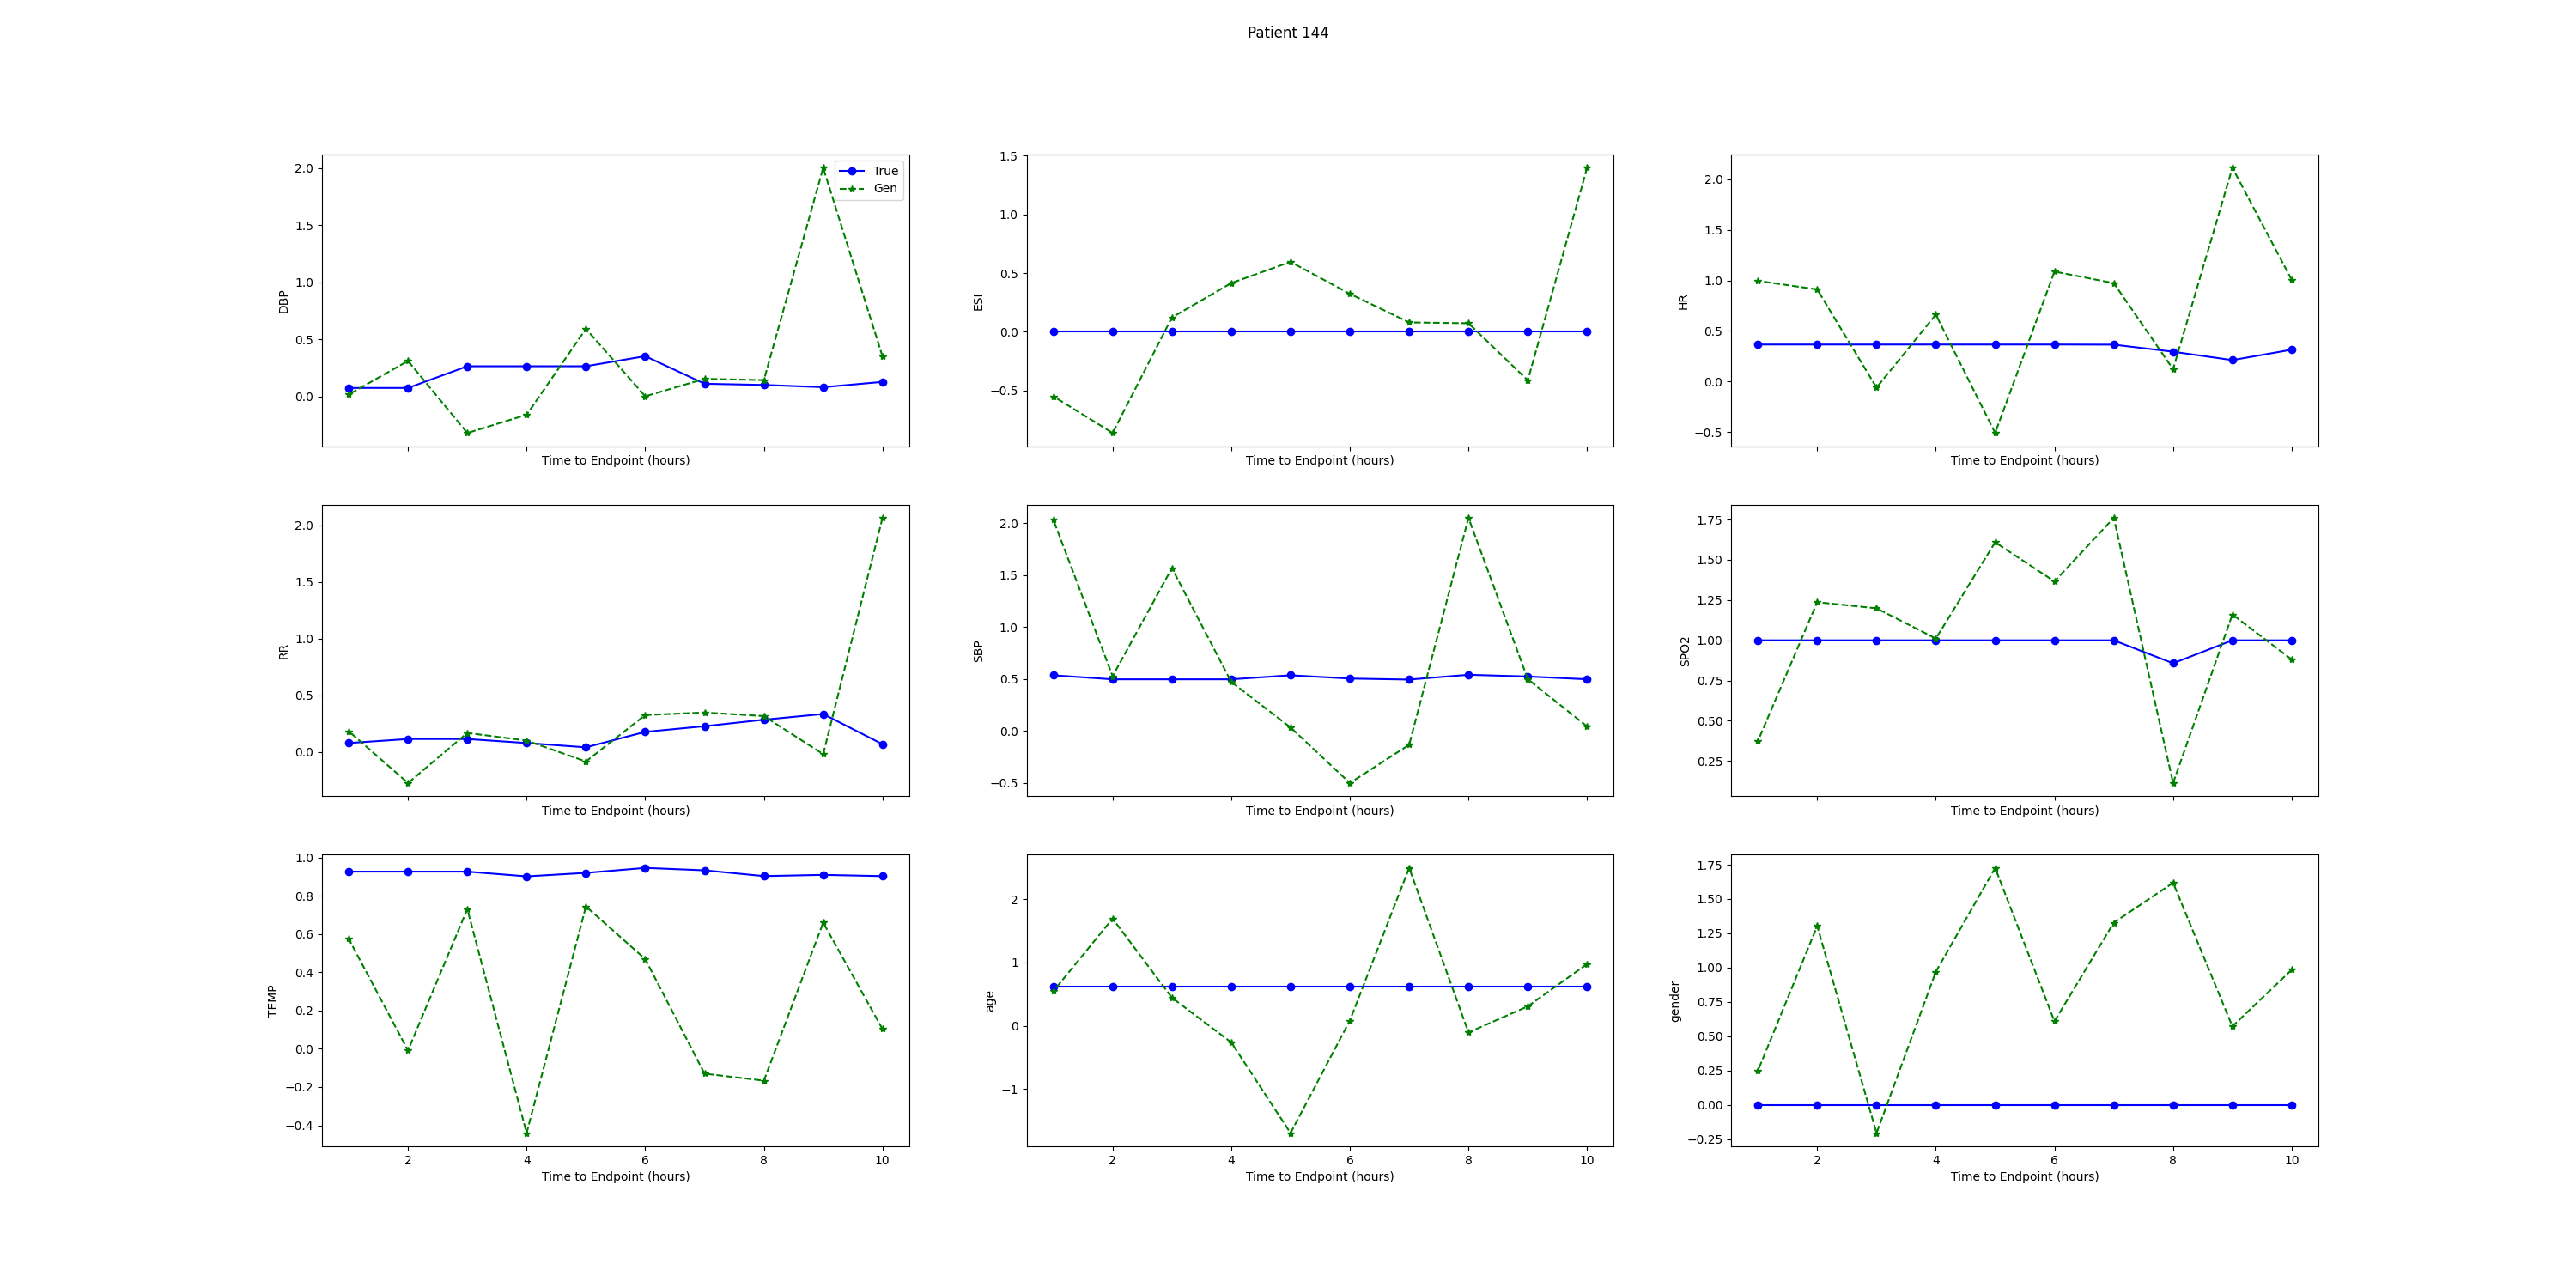 Patient 144
2.0
1.5
1.0
0.5
0.0
DBP
True
Gen
Time to Endpoint (hours)
1.5
1.0
0.5
0.0
−0.5
ESI
Time to Endpoint (hours)
2.0
1.5
1.0
0.5
0.0
−0.5
HR
Time to Endpoint (hours)
2.0
1.5
1.0
0.5
0.0
RR
Time to Endpoint (hours)
2.0
1.5
1.0
0.5
0.0
−0.5
SBP
Time to Endpoint (hours)
1.75
1.50
1.25
1.00
0.75
0.50
0.25
SPO2
Time to Endpoint (hours)
1.0
0.8
0.6
0.4
0.2
0.0
−0.2
−0.4
TEMP
2 4 6 8 10
Time to Endpoint (hours)
2
1
0
−1
age
2 4 6 8 10
Time to Endpoint (hours)
1.75
1.50
1.25
1.00
0.75
0.50
0.25
0.00
−0.25
gender
2 4 6 8 10
Time to Endpoint (hours)